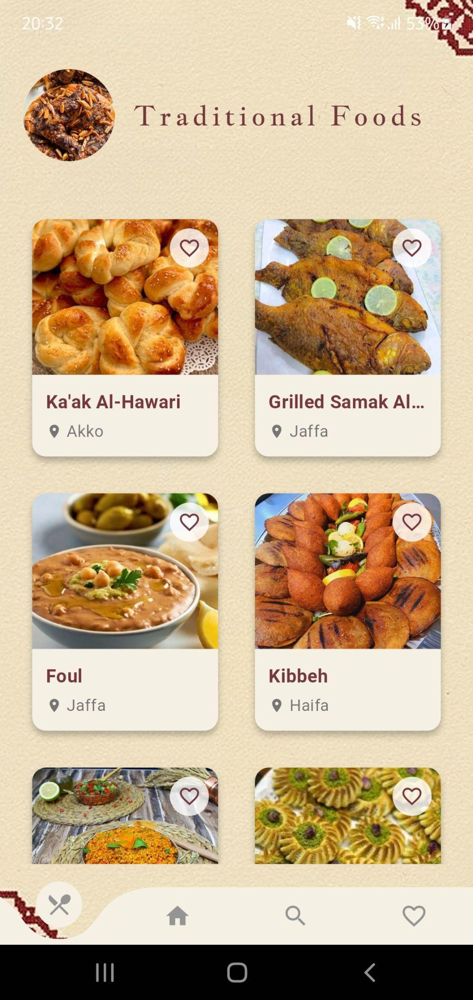 20:32
53%
Traditional Foods
Ka'ak Al-Hawari
Akko
Grilled Samak Al...
Jaffa
Foul
Jaffa
Kibbeh
Haifa